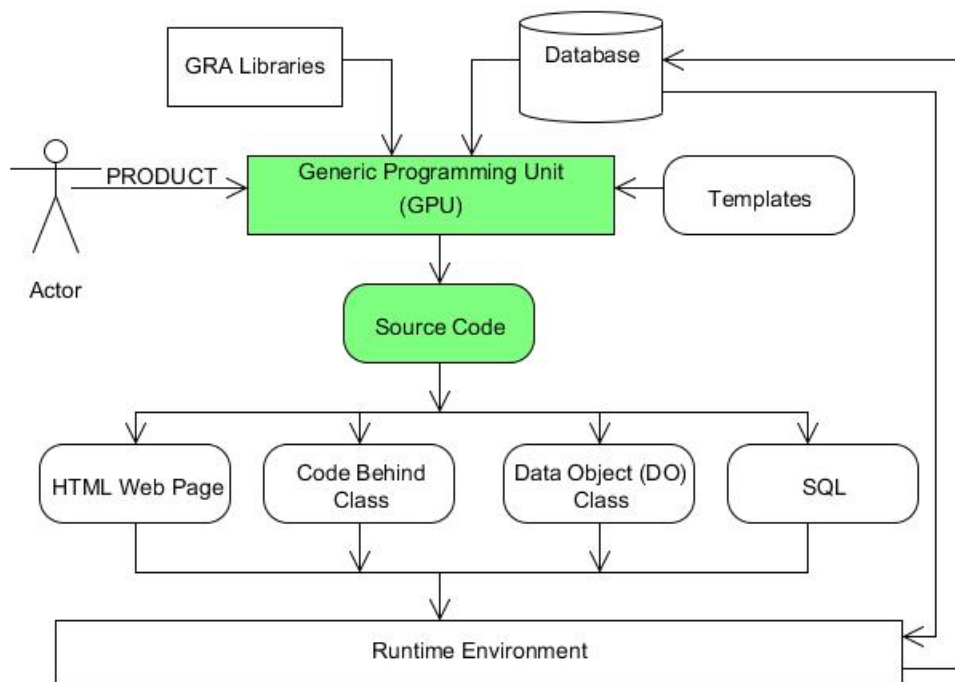 GRA Libraries
Database
PRODUCT
Generic Programming Unit
(GPU)
Templates
Actor
Source Code
HTML Web Page
Code Behind
Class
Data Object (DO)
Class
SQL
Runtime Environment